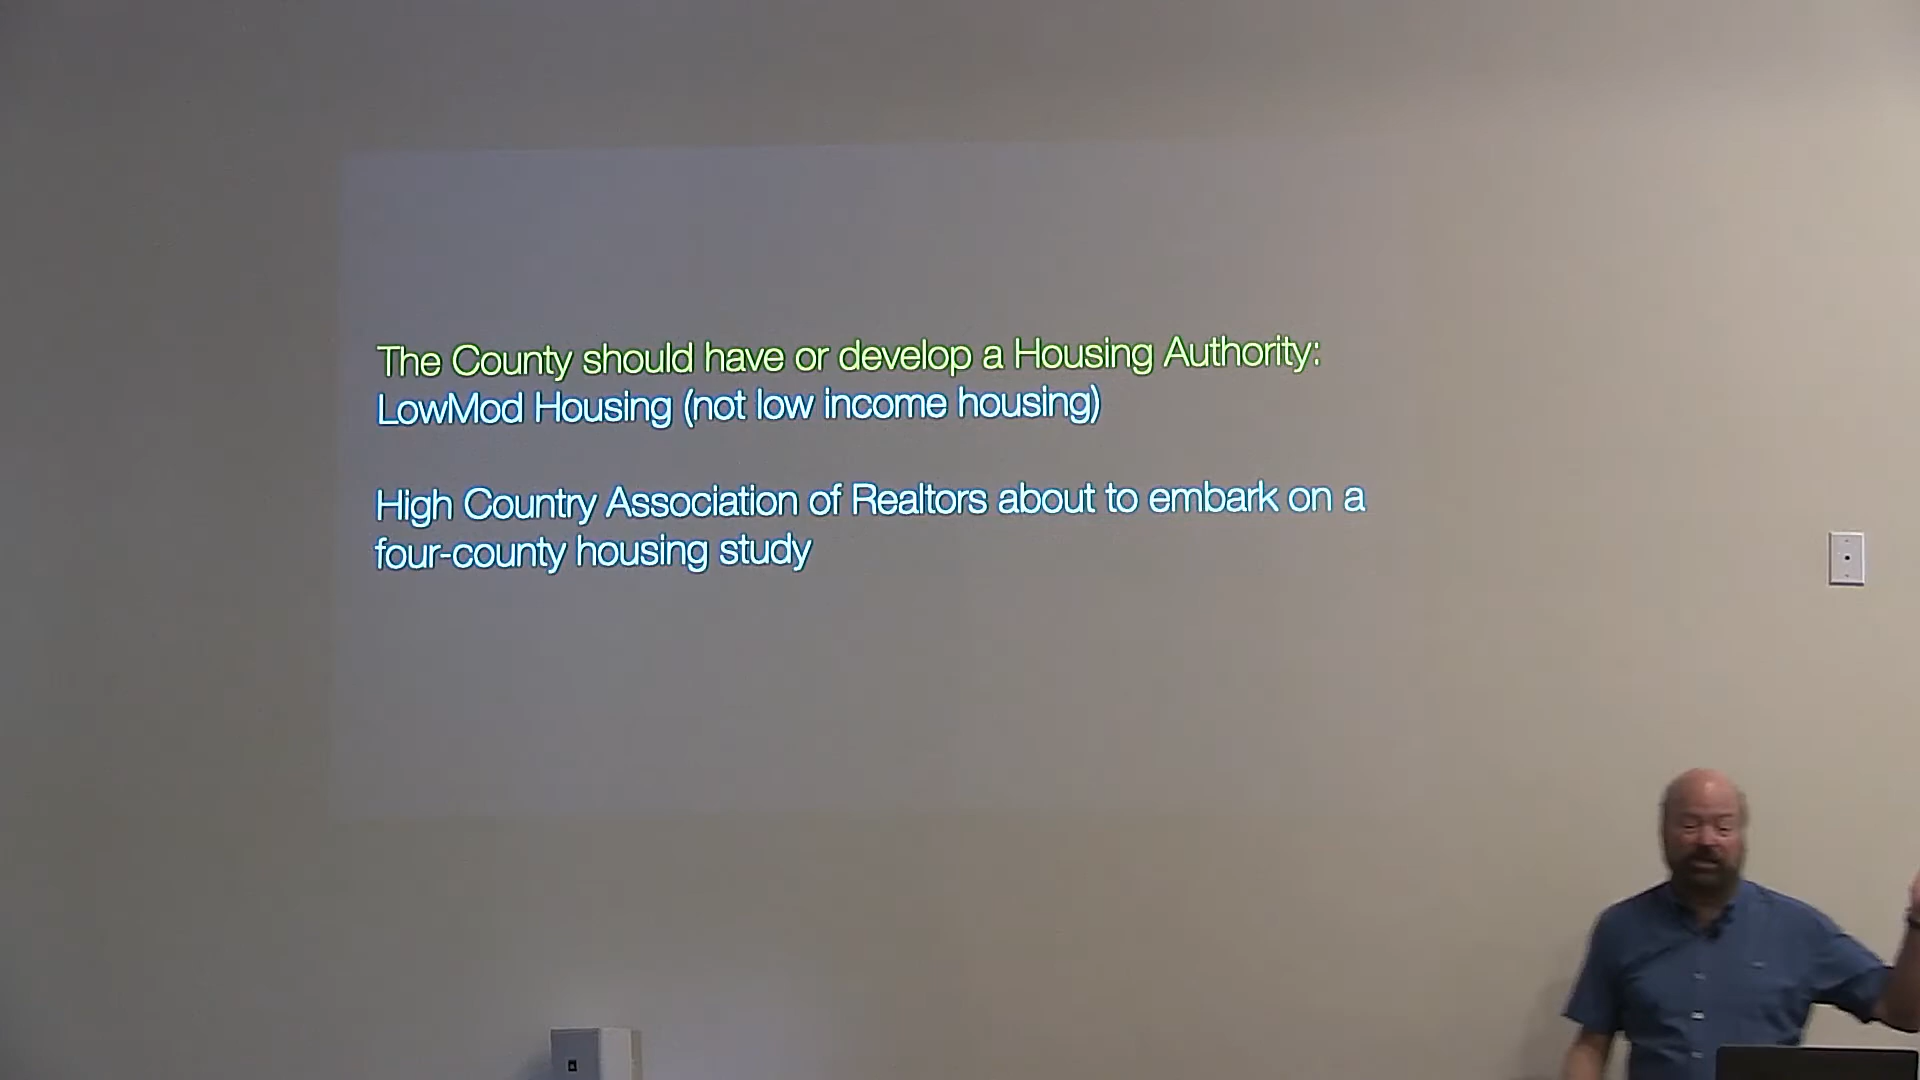 The County should have or develop a Housing Authority:
LowMod Housing (not low income housing)
High Country Association of Realtors about to embark on a
four-county housing study